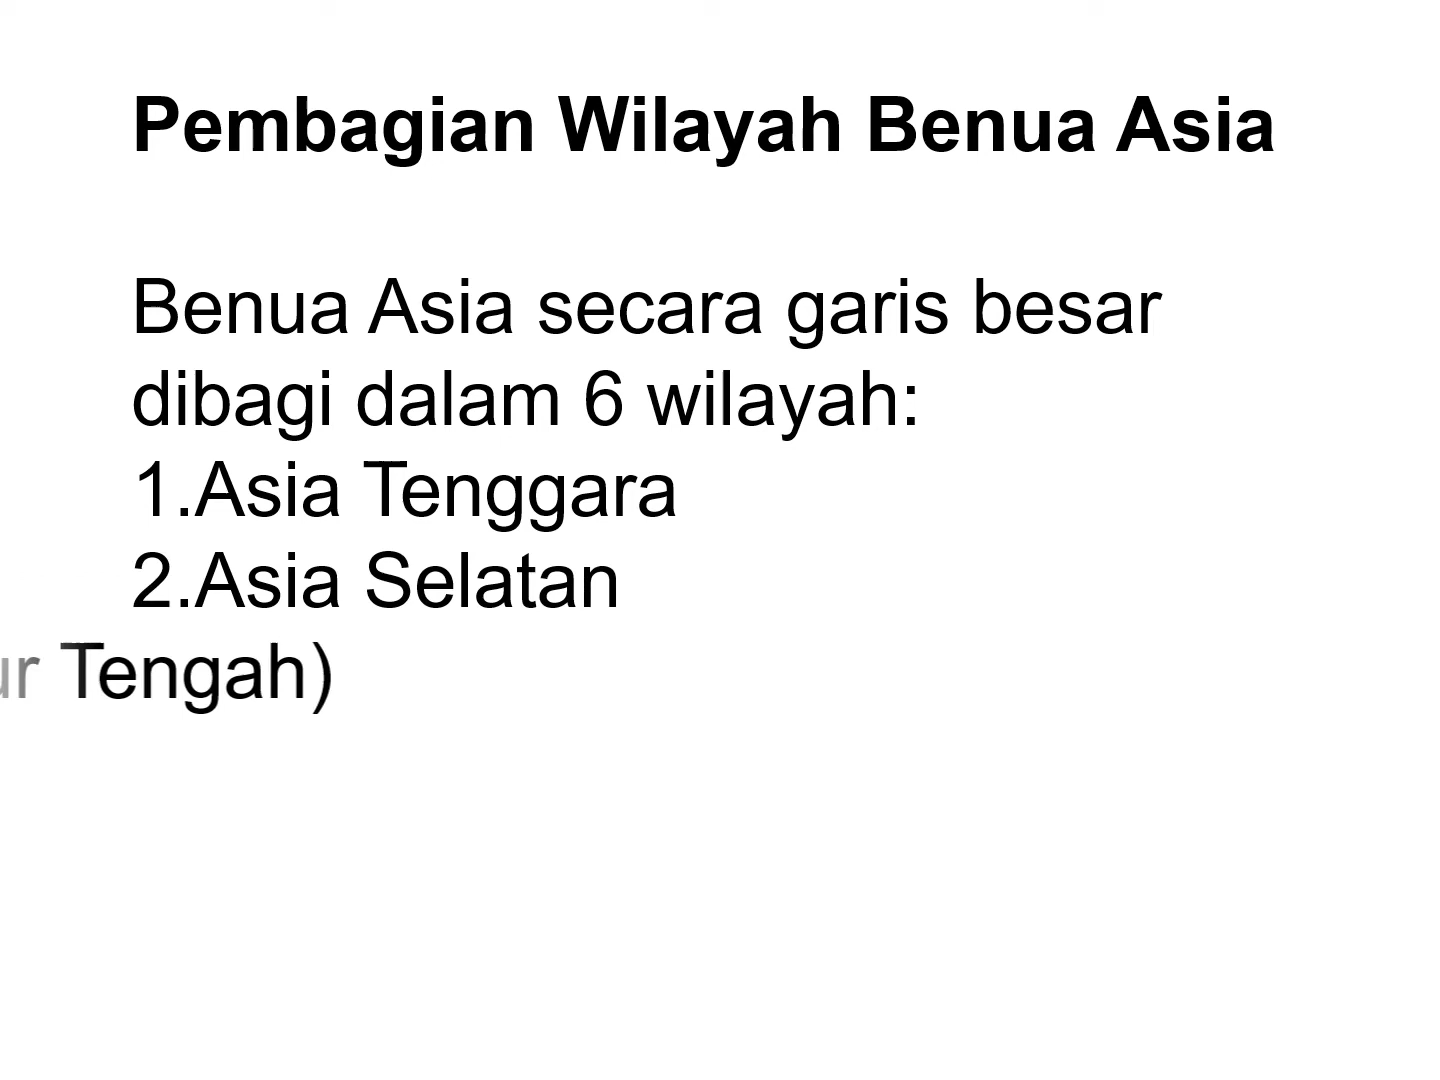 Pembagian Wilayah Benua Asia
Benua Asia secara garis besar
dibagi dalam 6 wilayah:
1.Asia Tenggara
2.Asia Selatan
Tengah)